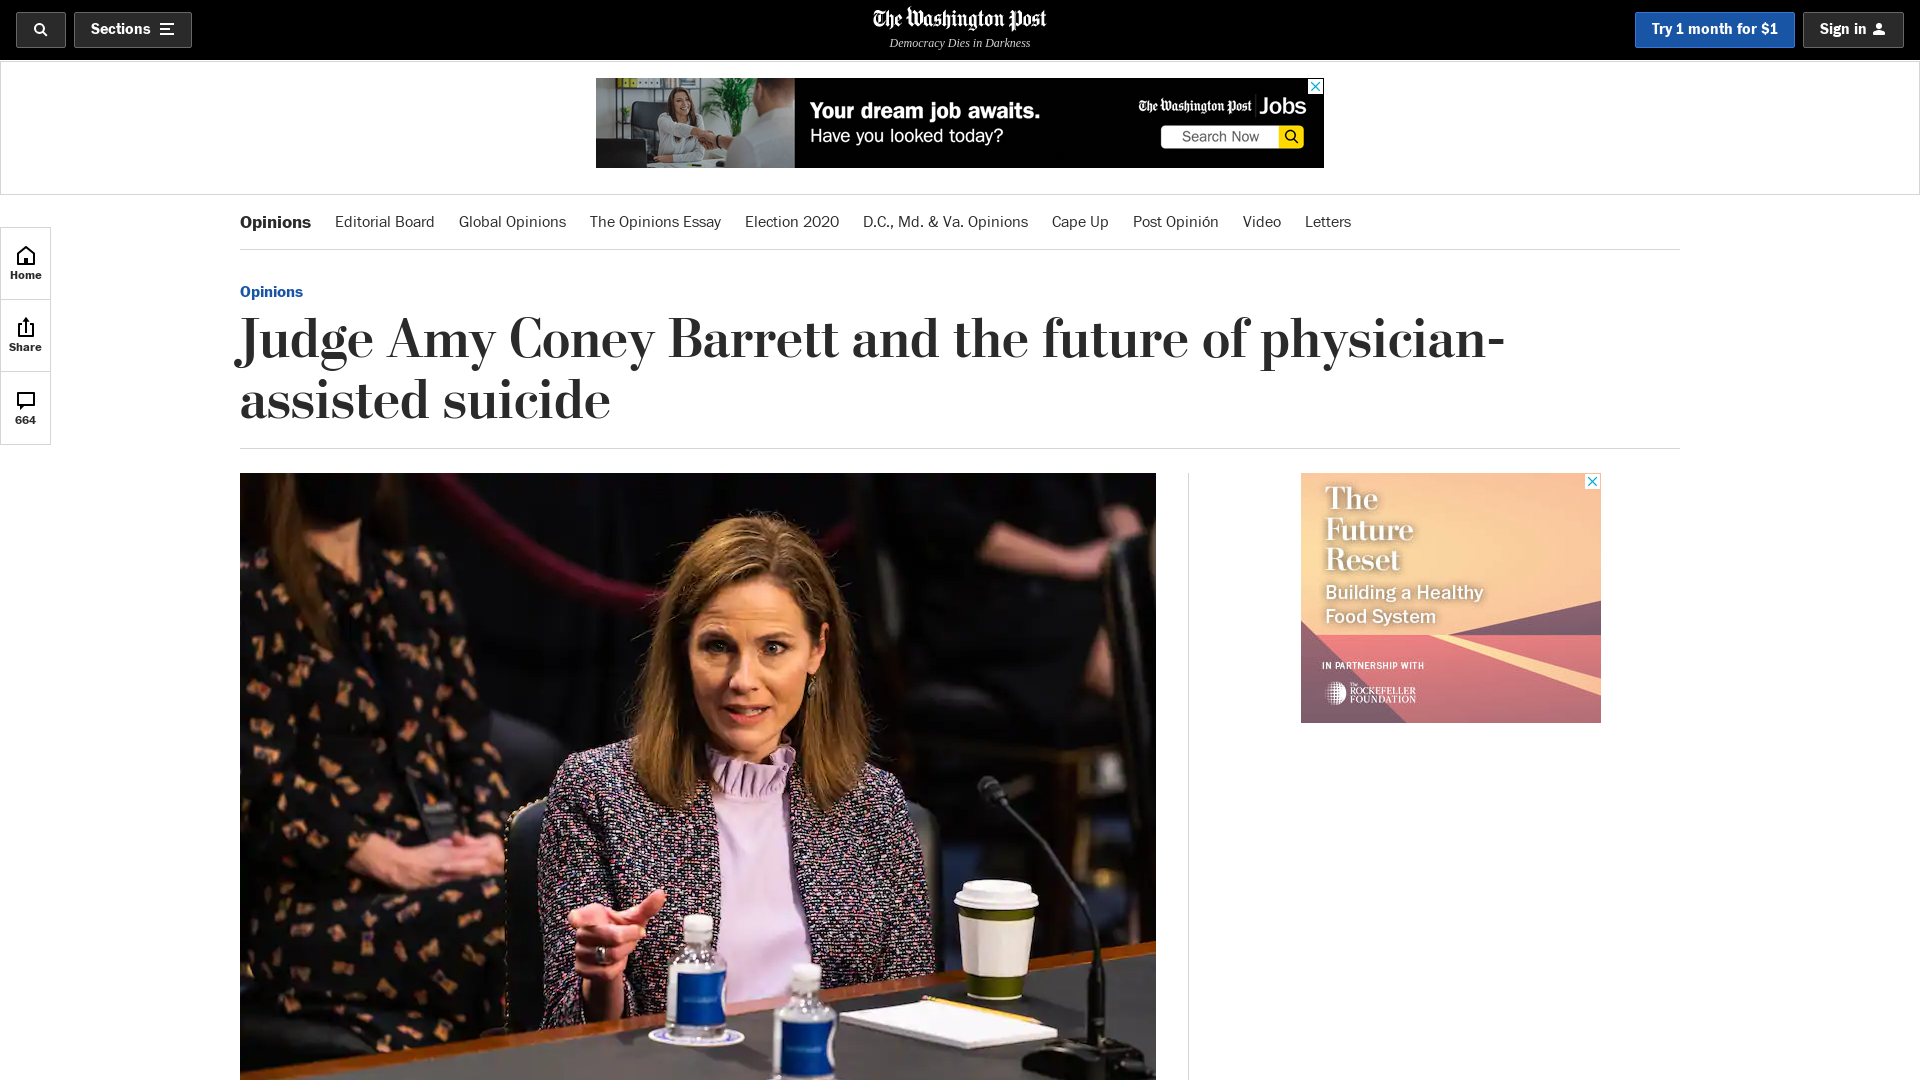 Sections
The Washington Post
Democracy Dies in Darkness
Try 1 month for $1
Sign in
Your dream job awaits.
Have you looked today?
The Washington Post Jobs
Search Now
Opinions
Editorial Board
Global Opinions
The Opinions Essay
Election 2020
D.C., Md. & Va. Opinions
Cape Up
Post Opinión
Video
Letters
Home
Share
664
Opinions
Judge Amy Coney Barrett and the future of physician-
assisted suicide
The
Future
Reset
Building a Healthy
Food System
IN PARTNERSHIP WITH
The
ROCKEFELLER
FOUNDATION